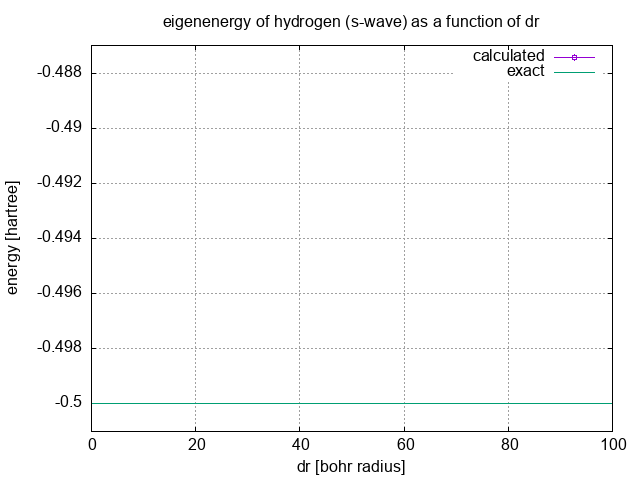 eigenenergy of hydrogen (s-wave) as a function of dr
calculated
exact
-0.488
-0.49
-0.492
-0.494
-0.496
-0.498
-0.5
energy [hartree]
0 20 40 60 80 100
dr [bohr radius]